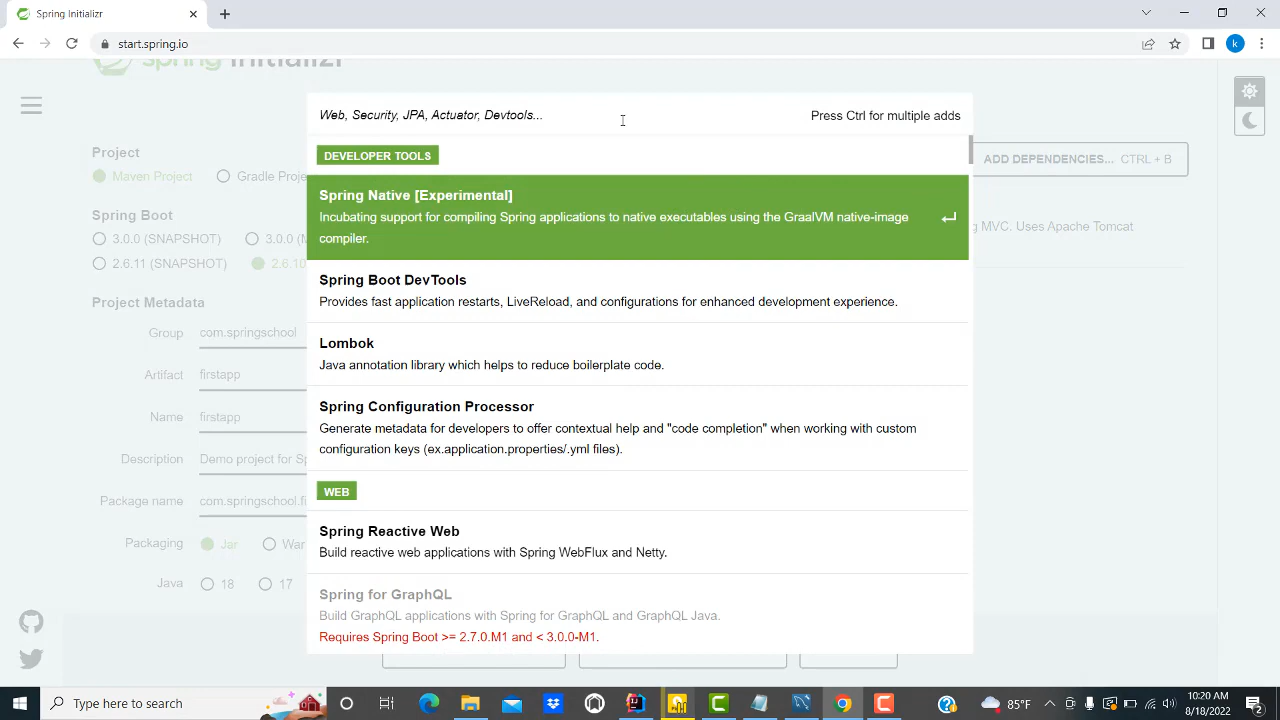 Spring Initializr
start.spring.io
k
spring initializr
Web, Security, JPA, Actuator, Devtools...
Press Ctrl for multiple adds
DEVELOPER TOOLS
Project
Maven Project
Gradle Proje
ADD DEPENDENCIES... CTRL + B
Spring Native [Experimental]
Incubating support for compiling Spring applications to native executables using the GraalVM native-image
compiler.
Spring Boot
3.0.0 (SNAPSHOT)
3.0.0 (M
2.6.11 (SNAPSHOT)
2.6.10
g MVC. Uses Apache Tomcat
Spring Boot DevTools
Provides fast application restarts, LiveReload, and configurations for enhanced development experience.
Project Metadata
Group
com.springschool
Lombok
Java annotation library which helps to reduce boilerplate code.
Artifact
firstapp
Name
firstapp
Spring Configuration Processor
Generate metadata for developers to offer contextual help and "code completion" when working with custom
configuration keys (ex.application.properties/.yml files).
Description
Demo project for Sp
Package name
com.springschool.fi
WEB
Spring Reactive Web
Build reactive web applications with Spring WebFlux and Netty.
Packaging
Jar
War
Java
18
17
Spring for GraphQL
Build GraphQL applications with Spring for GraphQL and GraphQL Java.
Requires Spring Boot >= 2.7.0.M1 and < 3.0.0-M1.
Type here to search
85°F
10:20 AM
8/18/2022
2